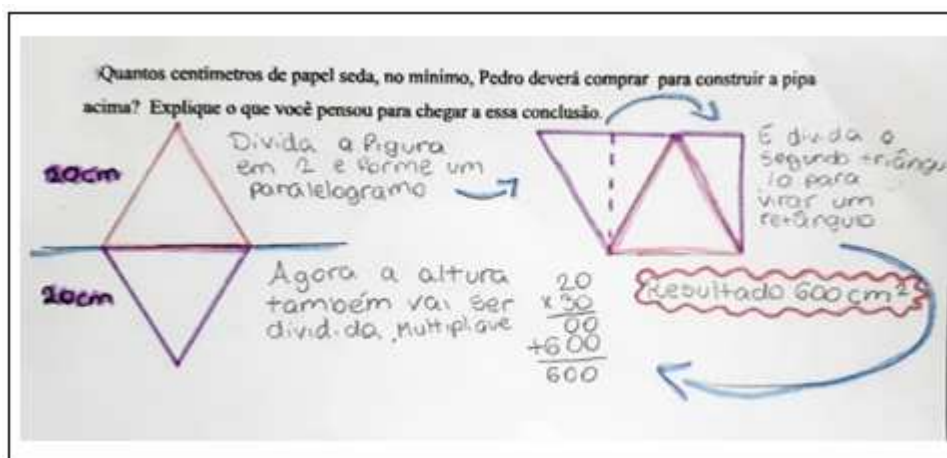 Quantos centímetros de papel seda, no mínimo, Pedro deverá comprar para construir a pipa
acima? Explique o que você pensou para chegar a essa conclusão.
20cm
20cm
Divida a figura
em 2 e forme um
paralelogramo
E divida o
segundo triângu
lo para
virar um
retângulo
Agora a altura
também vai ser
dividida, Multiplique
20
x 30
00
+600
600
Resultado 600 cm²